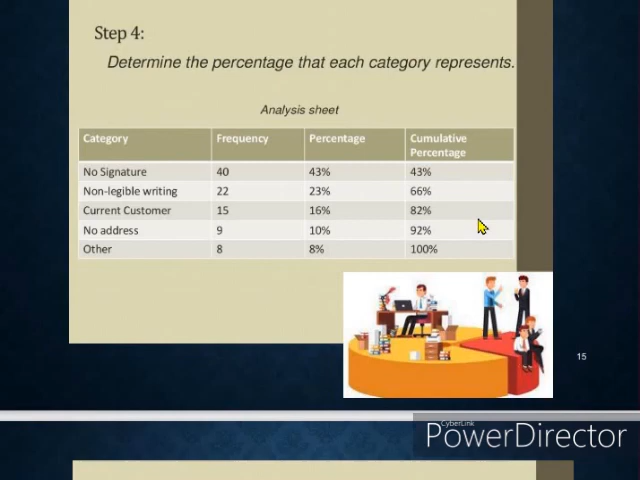 Step 4:
Determine the percentage that each category represents.
Analysis sheet
Category Frequency Percentage Cumulative Percentage
No Signature 40 43% 43%
Non-legible writing 22 23% 66%
Current Customer 15 16% 82%
No address 9 10% 92%
Other 8 8% 100%
15
CyberLink
PowerDirector